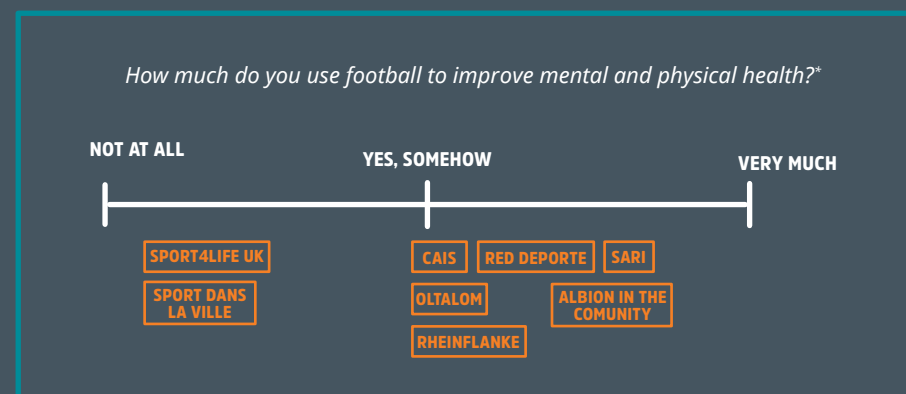 How much do you use football to improve mental and physical health?*
NOT AT ALL
YES, SOMEHOW
VERY MUCH
SPORT4LIFE UK
CAIS
RED DEPORTE
SARI
SPORT DANS
LA VILLE
OLTALOM
ALBION IN THE
COMUNITY
RHEINFLANKE